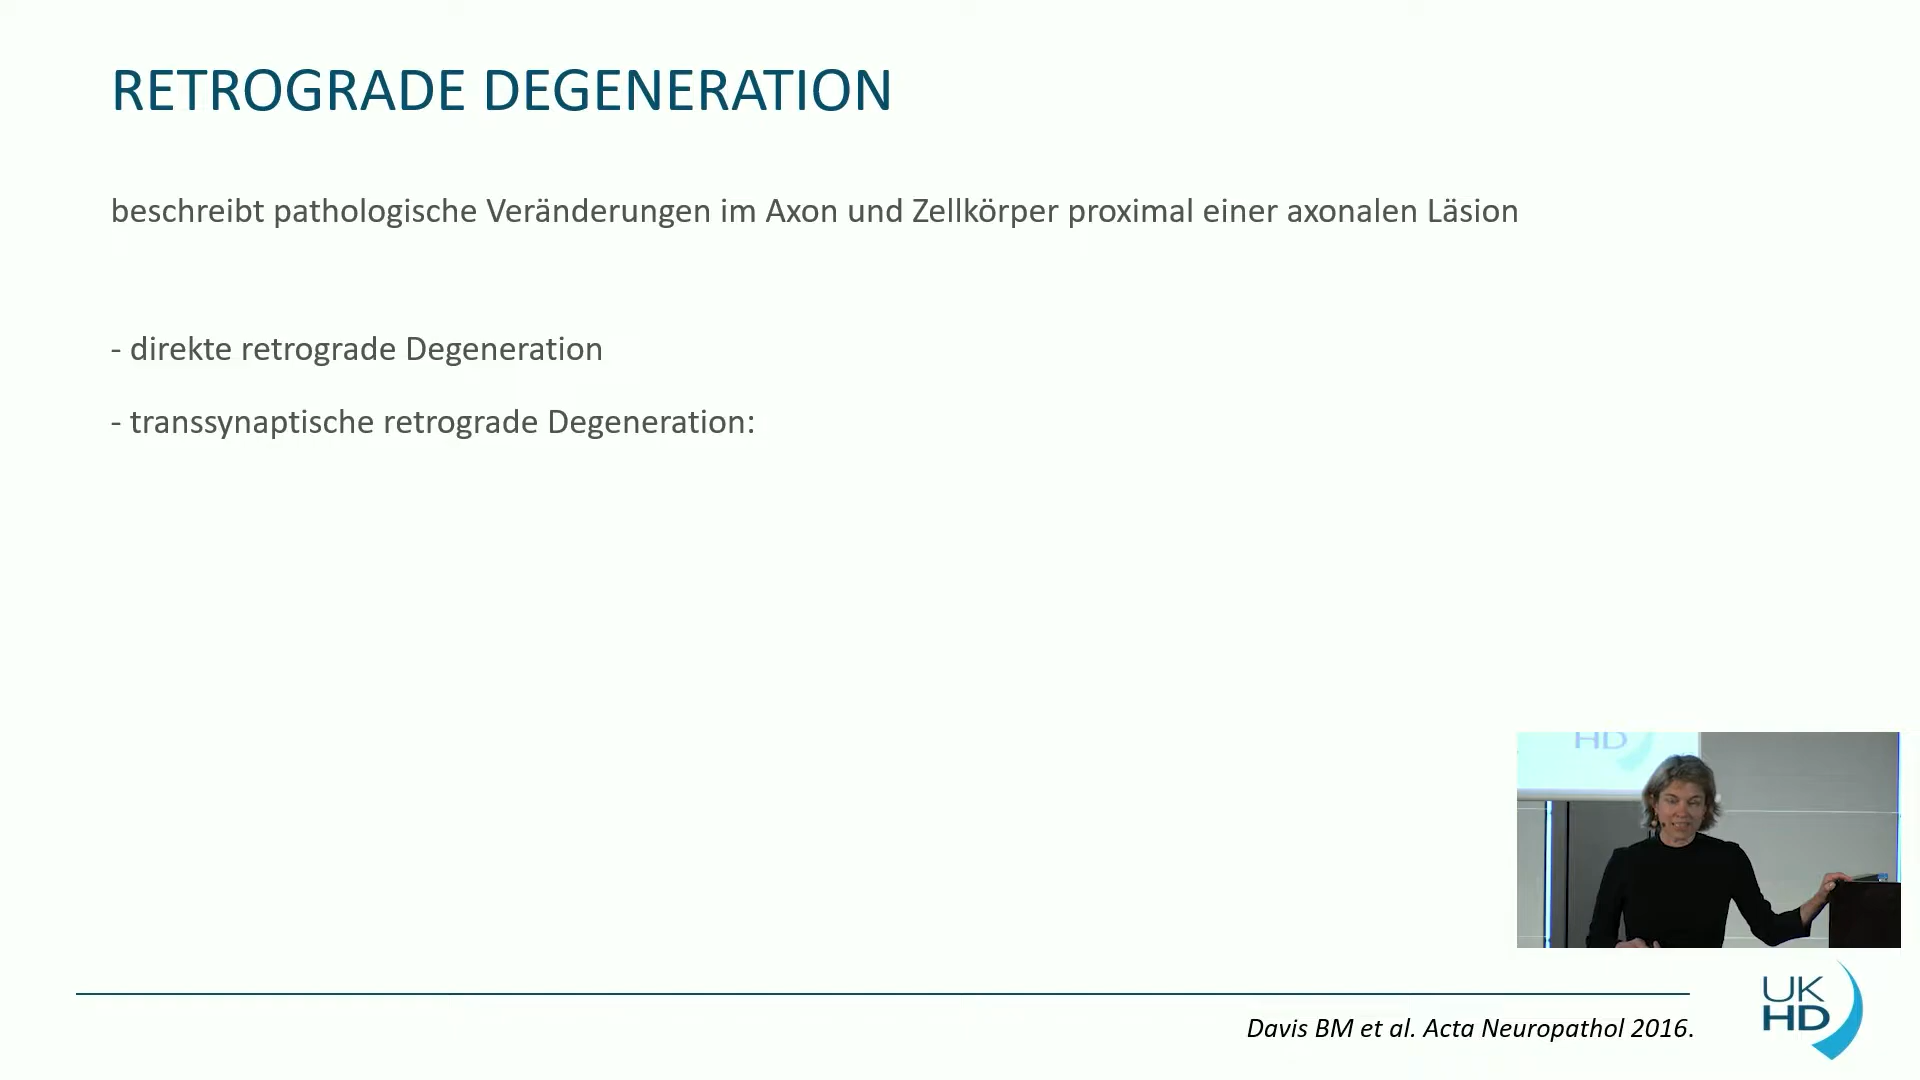 RETROGRADE DEGENERATION
beschreibt pathologische Veränderungen im Axon und Zellkörper proximal einer axonalen Läsion
- direkte retrograde Degeneration
- transsynaptische retrograde Degeneration:
HD
Davis BM et al. Acta Neuropathol 2016.
UK
HD